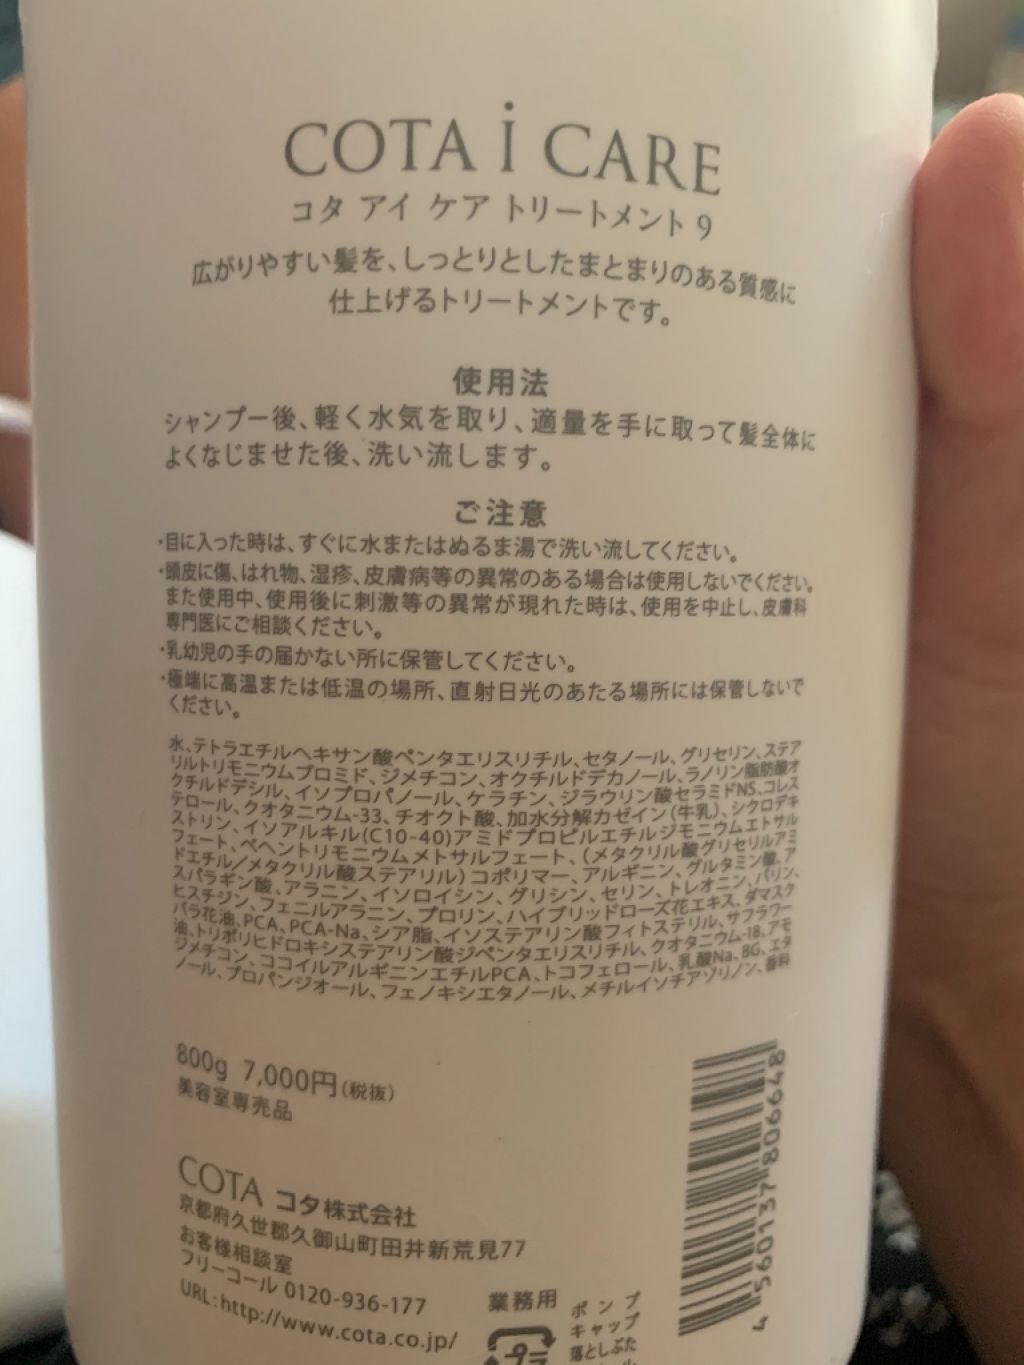 COTA i CARE
コタ アイ ケア トリートメント 9
広がりやすい髪を、しっとりとしたまとまりのある質感に
仕上げるトリートメントです。
使用法
シャンプー後、軽く水気を取り、適量を手に取って髪全体に
よくなじませた後、洗い流します。
ご注意
・目に入った時は、すぐに水またはぬるま湯で洗い流してください。
・頭皮に傷、はれ物、湿疹、皮膚病等の異常のある場合は使用しないでください。
また使用中、使用後に刺激等の異常が現れた時は、使用を中止し、皮膚科
専門医にご相談ください。
・乳幼児の手の届かない所に保管してください。
・極端に高温または低温の場所、直射日光のあたる場所には保管しないで
ください。
水、テトラエチルヘキサン酸ペンタエリスリチル、セタノール、グリセリン、ステア
リルトリモニウムブロミド、ジメチコン、オクチルドデカノール、ラノリン脂肪酸オ
クチルドデシル、イソプロパノール、ケラチン、ジラウリン酸セラミドNS、コレス
テロール、クオタニウム-33、チオクト酸、加水分解カゼイン(牛乳)、シクロデキ
ストリン、イソアルキル(C10-40)アミドプロピルエチルジモニウムエトサル
フェート、ベヘントリモニウムメトサルフェート、(メタクリル酸グリセリルアミ
ドエチル/メタクリル酸ステアリル)コポリマー、アルギニン、グルタミン酸、ア
スパラギン酸、アラニン、イソロイシン、グリシン、セリン、トレオニン、バリン、
ヒスチジン、フェニルアラニン、プロリン、ハイブリッドローズ花エキス、ダマスク
バラ花油、PCA、PCA-Na、シア脂、イソステアリン酸フィトステリル、サフラワー
油、トリポリヒドロキシステアリン酸ジペンタエリスリチル、クオタニウム-18、アモ
ジメチコン、ココイルアルギニンエチルPCA、トコフェロール、乳酸Na、BG、エタ
ノール、プロパンジオール、フェノキシエタノール、メチルイソチアゾリノン、香料
800g 7,000円(税抜)
美容室専売品
COTA コタ株式会社
京都府久世郡久御山町田井新荒見77
お客様相談室
フリーコール 0120-936-177
URL:http://www.cota.co.jp/
業務用
ポンプ
キャップ
落としぶた
4 560137 806648